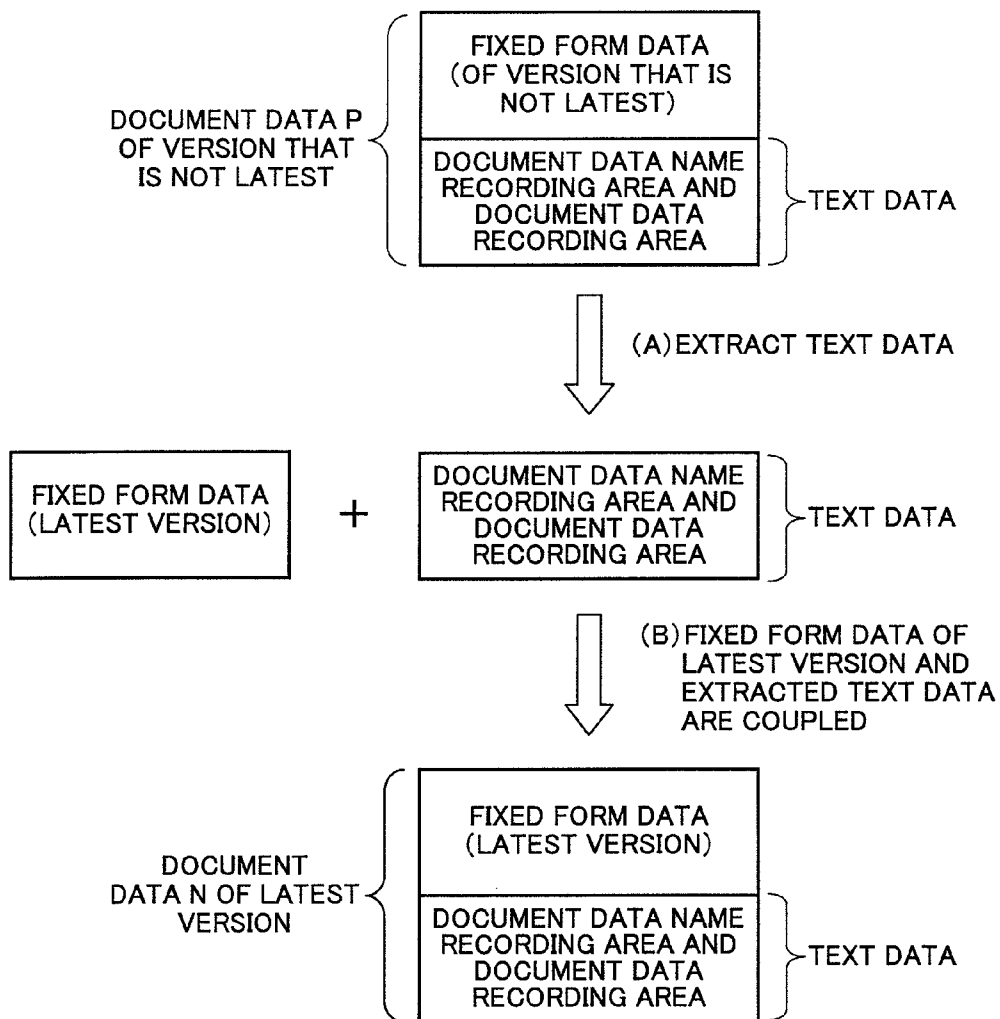 FIXED FORM DATA
(OF VERSION THAT IS
NOT LATEST)
DOCUMENT DATA P
OF VERSION THAT
IS NOT LATEST
DOCUMENT DATA NAME
RECORDING AREA AND
DOCUMENT DATA
RECORDING AREA
TEXT DATA
(A)EXTRACT TEXT DATA
FIXED FORM DATA
(LATEST VERSION)
+
DOCUMENT DATA NAME
RECORDING AREA AND
DOCUMENT DATA
RECORDING AREA
TEXT DATA
(B)FIXED FORM DATA OF
LATEST VERSION AND
EXTRACTED TEXT DATA
ARE COUPLED
FIXED FORM DATA
(LATEST VERSION)
DOCUMENT
DATA N OF LATEST
VERSION
DOCUMENT DATA NAME
RECORDING AREA AND
DOCUMENT DATA
RECORDING AREA
TEXT DATA